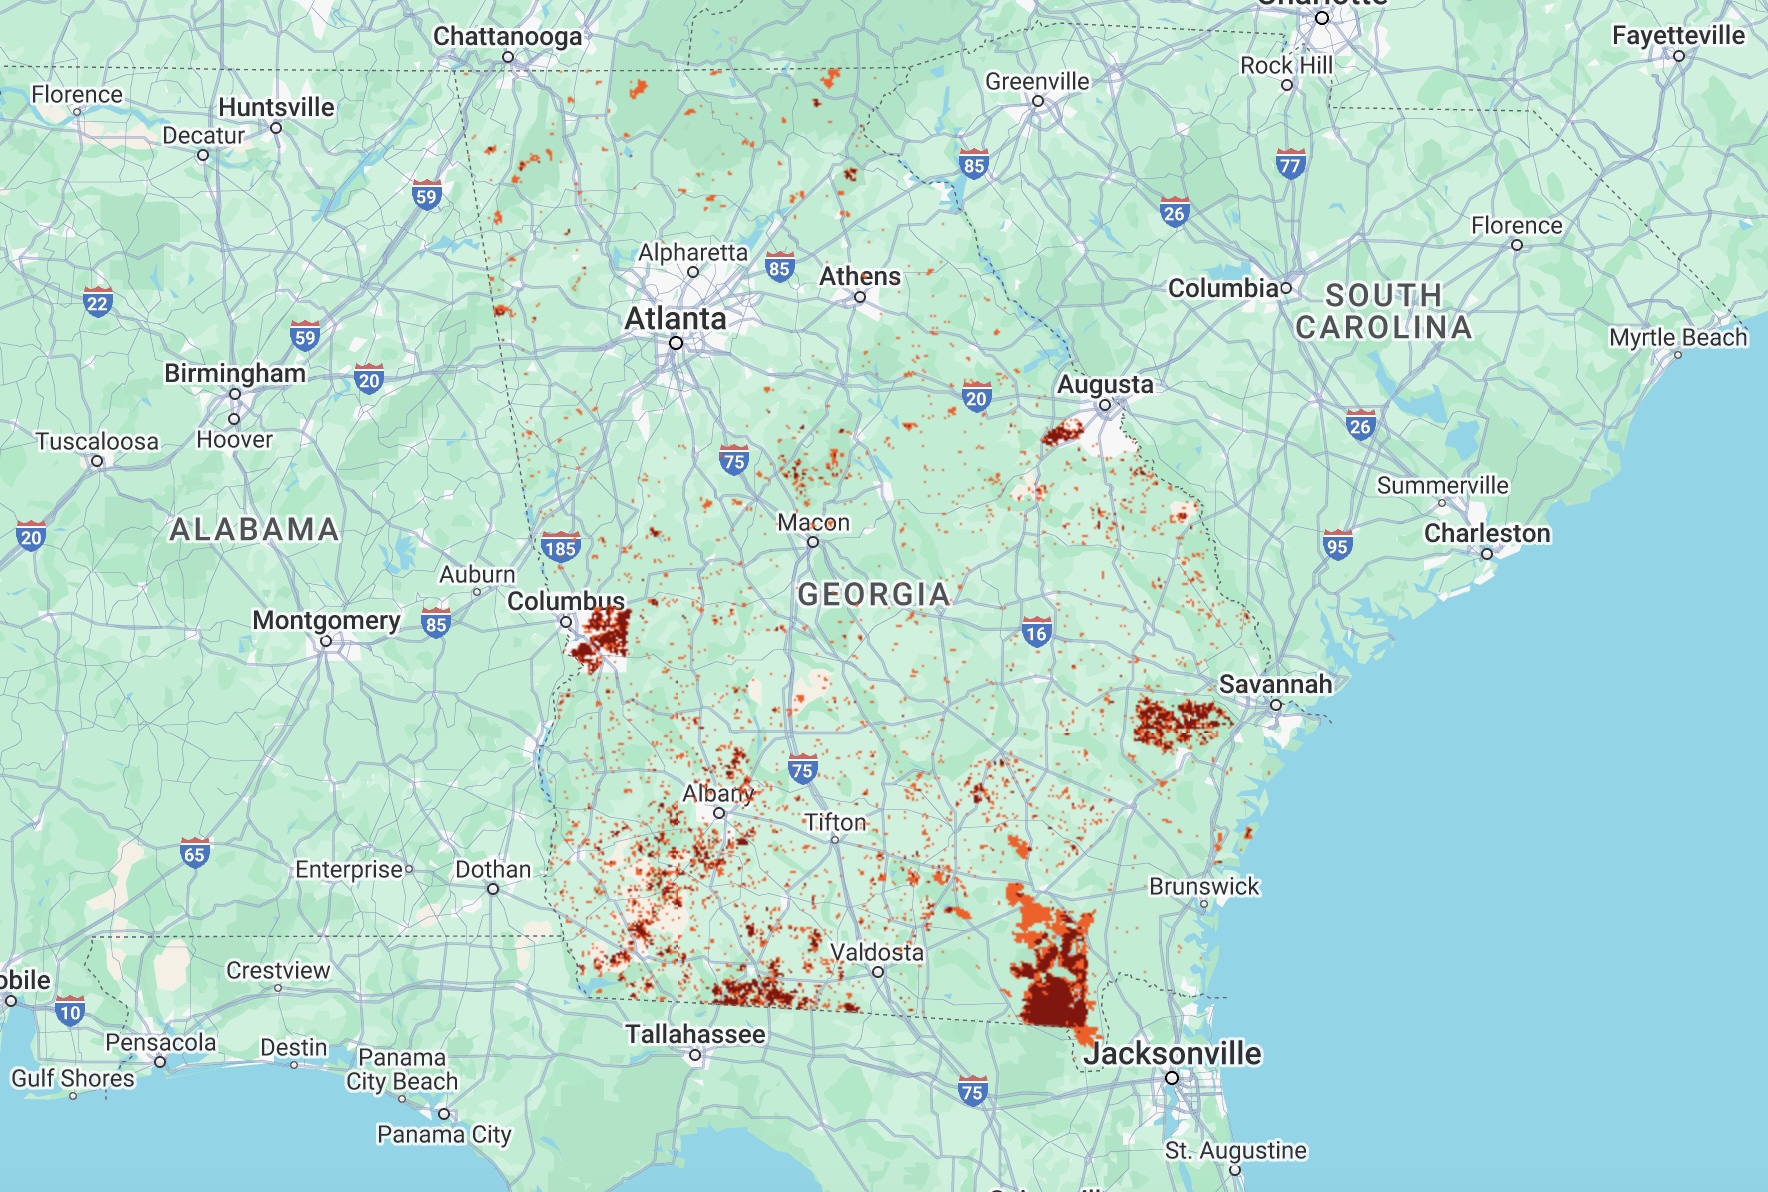 Charlotte
Chattanooga
Fayetteville
Rock Hill
Greenville
Florence
Huntsville
Decatur
85
77
59
26
Florence
Alpharetta
85
Athens
Columbia
SOUTH
CAROLINA
22
Atlanta
59
Myrtle Beach
Birmingham
20
Augusta
20
26
Tuscaloosa
Hoover
75
Summerville
ALABAMA
Macon
Charleston
20
185
95
Auburn
GEORGIA
Columbus
Montgomery
85
16
Savannah
75
Albany
Tifton
65
Enterprise
Dothan
Brunswick
Valdosta
Crestview
obile
10
Tallahassee
Pensacola
Destin
Panama
City Beach
Jacksonville
Gulf Shores
75
Panama City
St. Augustine